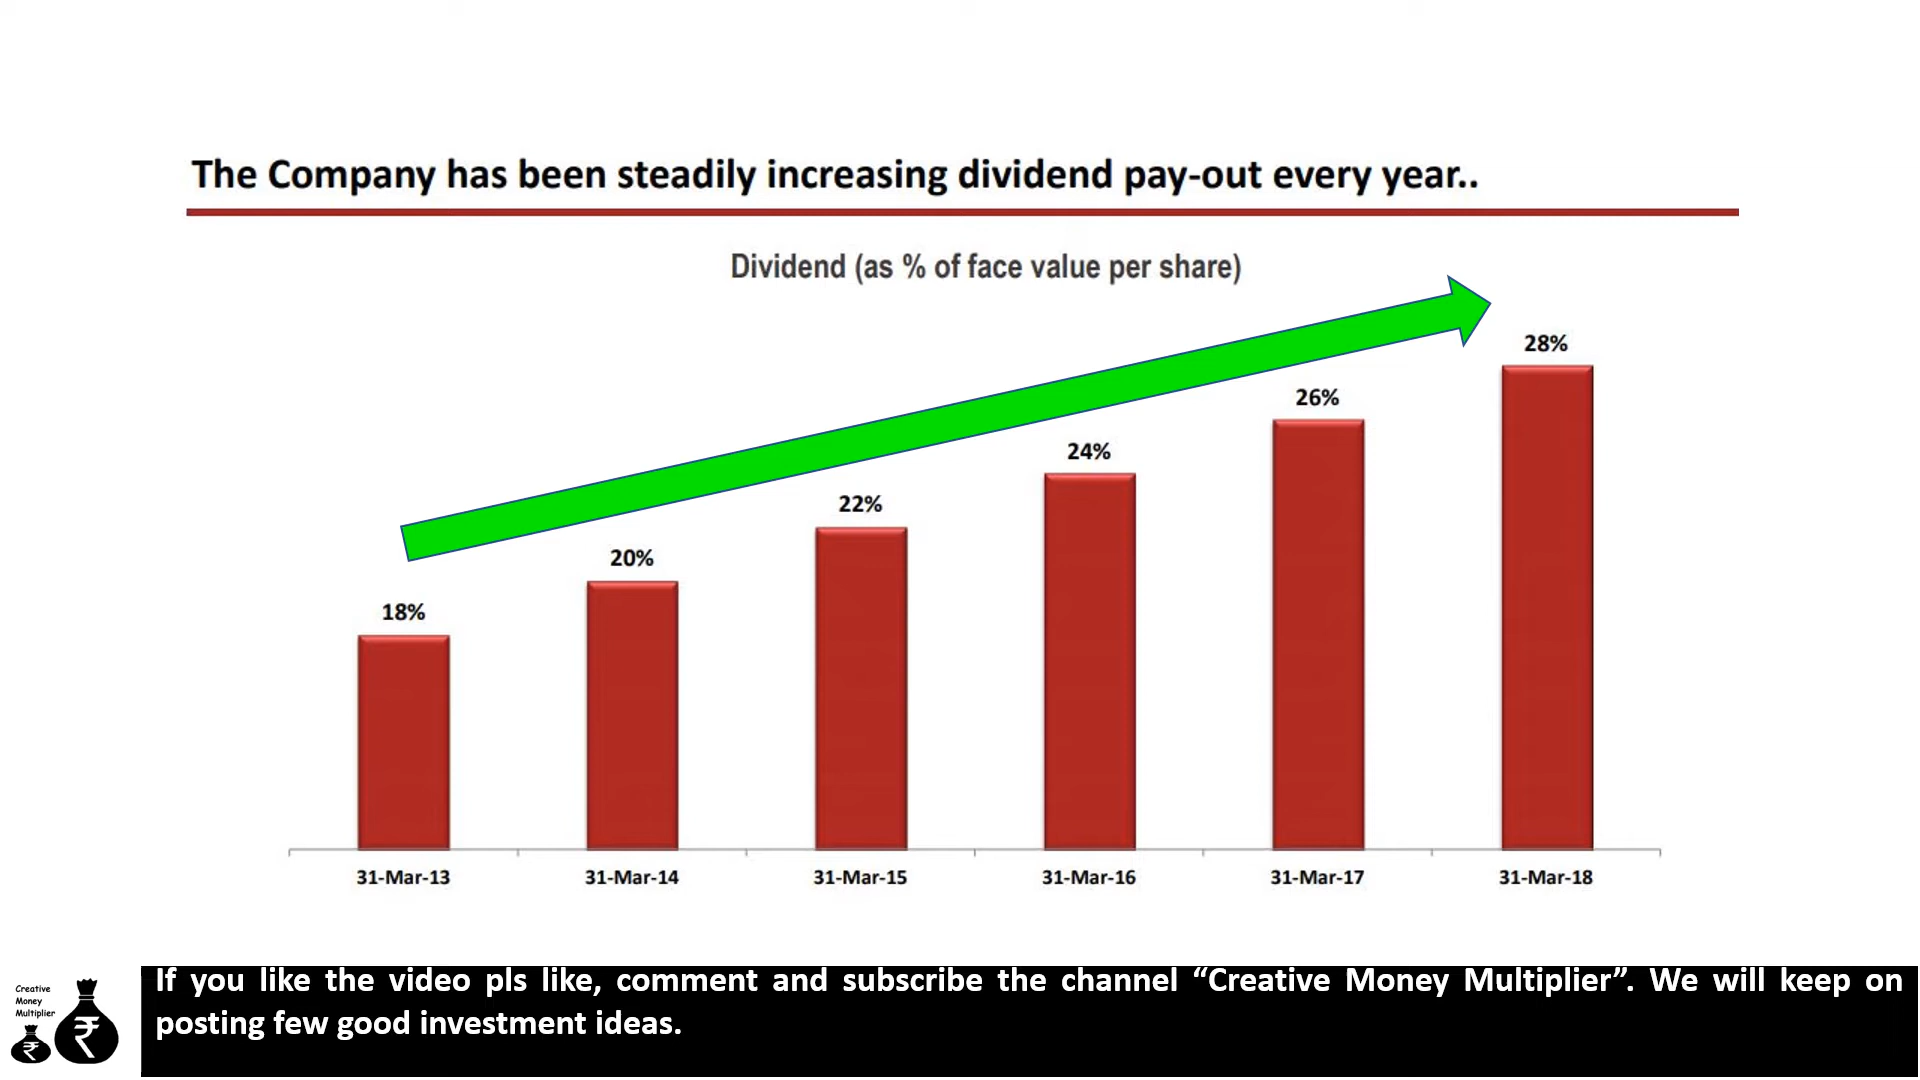 The Company has been steadily increasing dividend pay-out every year..
Dividend (as % of face value per share)
28%
26%
24%
22%
20%
18%
31-Mar-13 31-Mar-14 31-Mar-15 31-Mar-16 31-Mar-17 31-Mar-18
Creative
Money
Multiplier
₹ ₹
If you like the video pls like, comment and subscribe the channel “Creative Money Multiplier”. We will keep on
posting few good investment ideas.